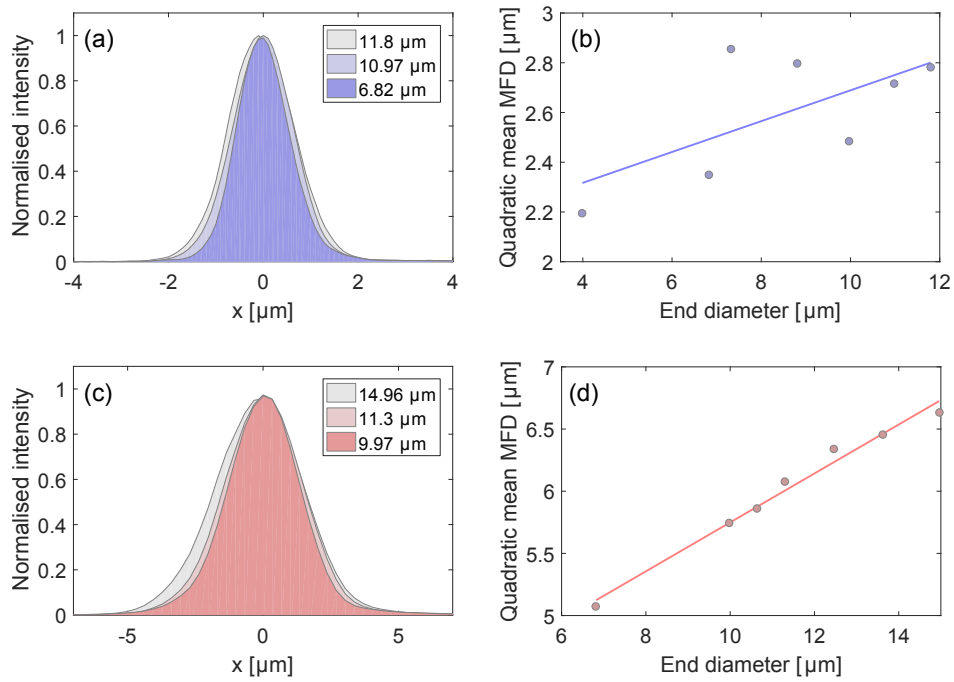 (a)
11.8 µm
10.97 µm
6.82 µm
Normalised intensity
1
0.8
0.6
0.4
0.2
0
-4
-2
0
2
4
x [µm]
(b)
Quadratic mean MFD [µm]
3
2.8
2.6
2.4
2.2
2
4
6
8
10
12
End diameter [µm]
(c)
14.96 µm
11.3 µm
9.97 µm
Normalised intensity
1
0.8
0.6
0.4
0.2
0
-5
0
5
x [µm]
(d)
Quadratic mean MFD [µm]
7
6.5
6
5.5
5
6
8
10
12
14
End diameter [µm]